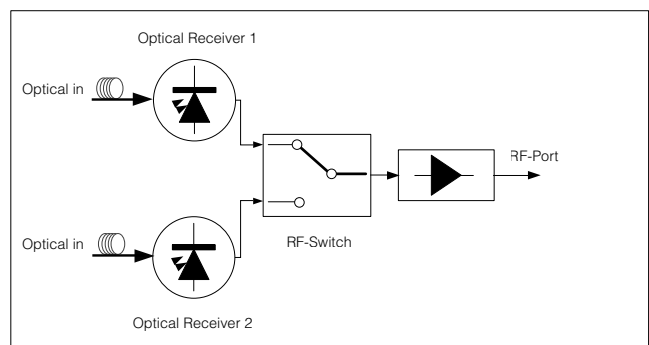 Optical Receiver 1
Optical in
RF-Port
RF-Switch
Optical in
Optical Receiver 2